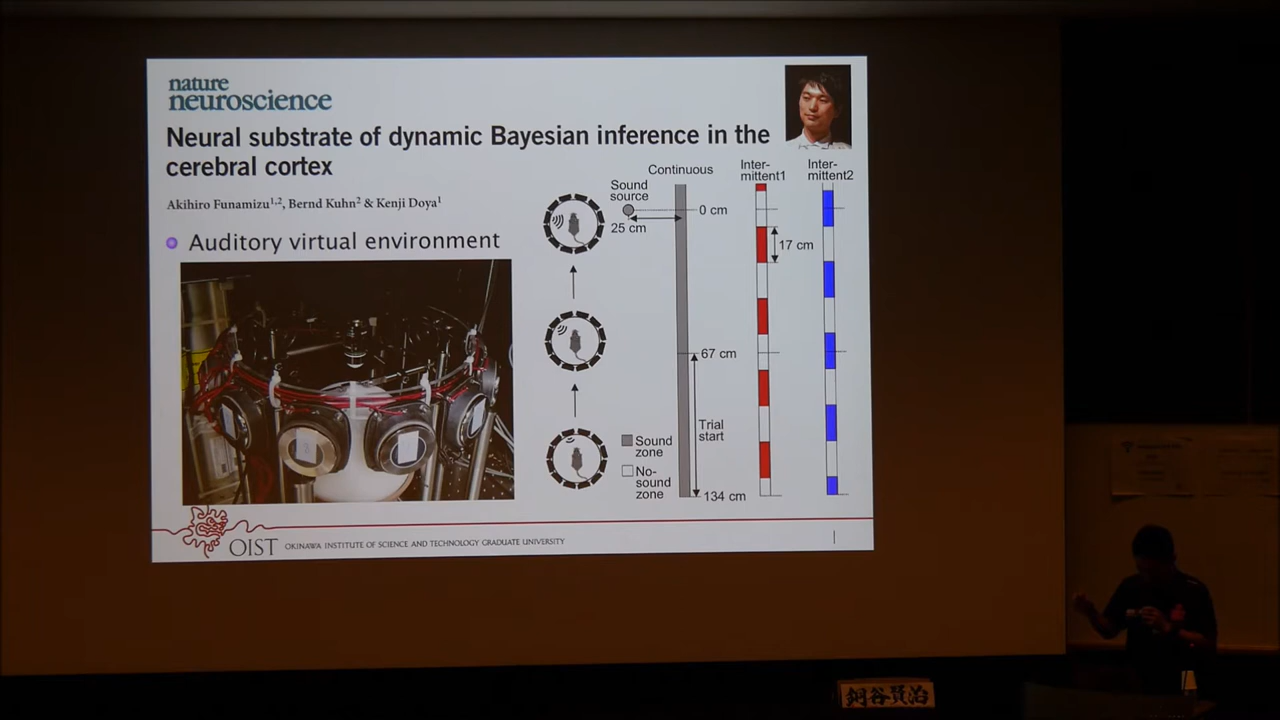 nature
neuroscience
Neural substrate of dynamic Bayesian inference in the
cerebral cortex
Akihiro Funamizu1,2, Bernd Kuhn2 & Kenji Doya1
Auditory virtual environment
Sound
source
25 cm
Continuous
0 cm
67 cm
Trial
start
134 cm
Sound
zone
No-
sound
zone
Inter-
mittent1
17 cm
Inter-
mittent2
OIST OKINAWA INSTITUTE OF SCIENCE AND TECHNOLOGY GRADUATE UNIVERSITY
銅谷賢治